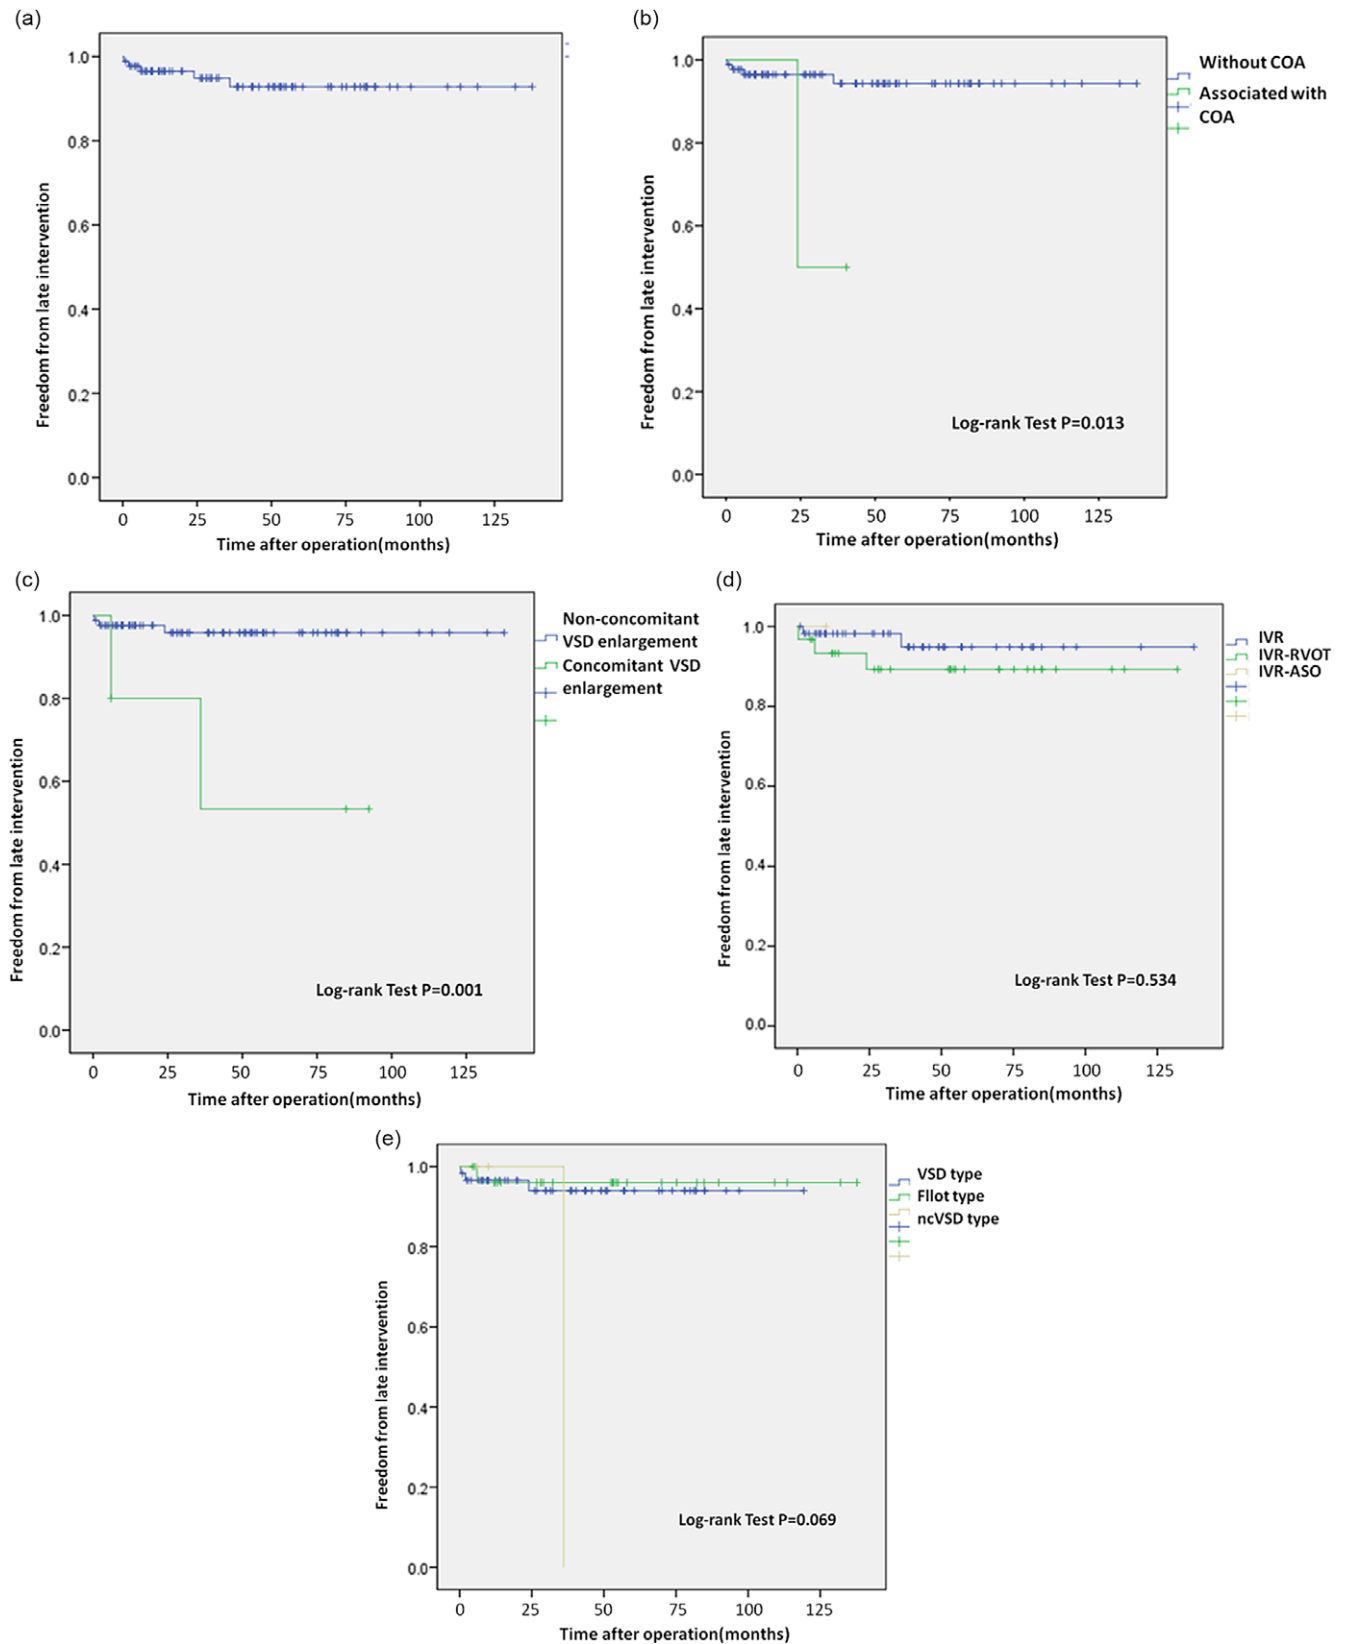 (a)
1.0
0.8
0.6
0.4
0.2
0.0
Freedom from late intervention
0 25 50 75 100 125
Time after operation(months)
(b)
1.0
0.8
0.6
0.4
0.2
0.0
Freedom from late intervention
Log-rank Test P=0.013
0 25 50 75 100 125
Time after operation(months)
Without COA
Associated with
COA
(c)
1.0
0.8
0.6
0.4
0.2
0.0
Freedom from late intervention
Log-rank Test P=0.001
0 25 50 75 100 125
Time after operation(months)
Non-concomitant
VSD enlargement
Concomitant VSD
enlargement
(d)
1.0
0.8
0.6
0.4
0.2
0.0
Freedom from late intervention
Log-rank Test P=0.534
0 25 50 75 100 125
Time after operation(months)
IVR
IVR-RVOT
IVR-ASO
(e)
1.0
0.8
0.6
0.4
0.2
0.0
Freedom from late intervention
Log-rank Test P=0.069
0 25 50 75 100 125
Time after operation(months)
VSD type
Fllot type
ncVSD type